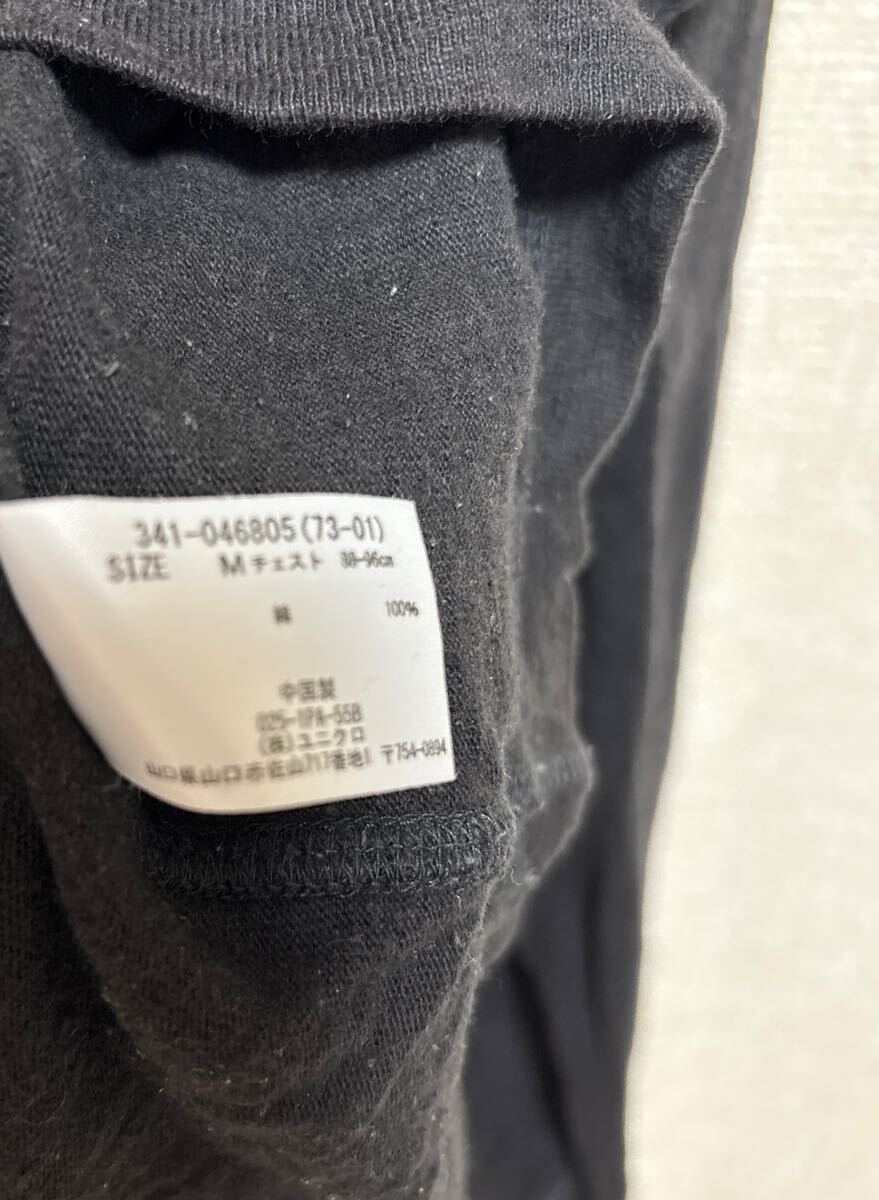 341-046805(73-01)
SIZE M チェスト 88-96cm
綿 100%
中国製
025-1PA-55B
(株)ユニクロ
山口県山口市佐山717番地1 〒754-0894